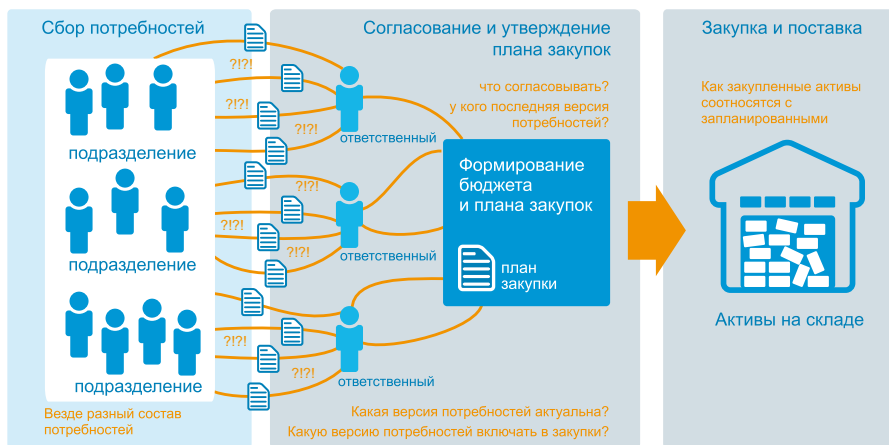 Сбор потребностей
?!?!
?!?!
?!?!
подразделение
?!?!
?!?!
?!?!
подразделение
?!?!
?!?!
подразделение
Везде разный состав
потребностей
Согласование и утверждение
плана закупок
что согласовывать?
у кого последняя версия
потребностей?
ответственный
ответственный
ответственный
Формирование
бюджета
и плана закупок
план
закупки
Какая версия потребностей актуальна?
Какую версию потребностей включать в закупки?
Закупка и поставка
Как закупленные активы
соотносятся с
запланированными
Активы на складе